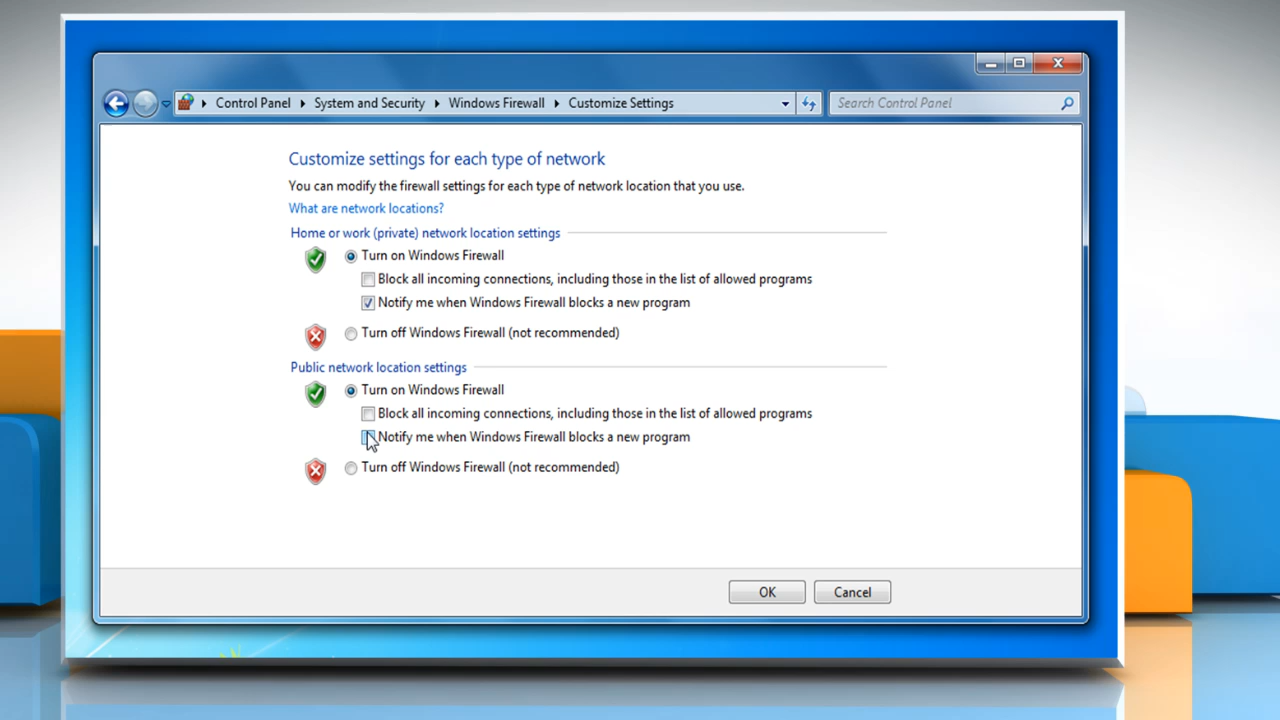 Control Panel System and Security Windows Firewall Customize Settings
Search Control Panel
Customize settings for each type of network
You can modify the firewall settings for each type of network location that you use.
What are network locations?
Home or work (private) network location settings
Turn on Windows Firewall
Block all incoming connections, including those in the list of allowed programs
Notify me when Windows Firewall blocks a new program
Turn off Windows Firewall (not recommended)
Public network location settings
Turn on Windows Firewall
Block all incoming connections, including those in the list of allowed programs
Notify me when Windows Firewall blocks a new program
Turn off Windows Firewall (not recommended)
OK Cancel